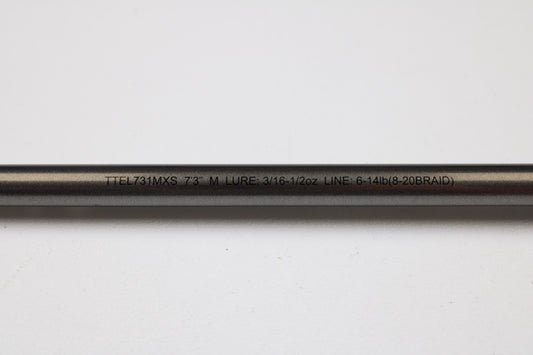 TTEL731MXS 7'3" M LURE: 3/16-1/2oz LINE: 6-14lb(8-20BRAID)